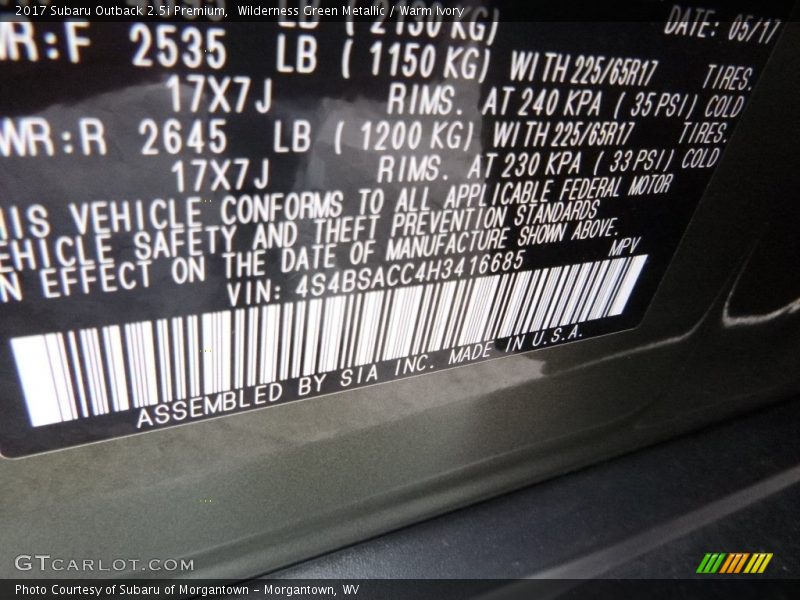 2017 Subaru Outback 2.5i Premium,  Wilderness Green Metallic / Warm Ivory
LB ( 2150 KG) DATE: 05/17
WR:F 2535 LB ( 1150 KG) WITH 225/65R17 TIRES.
17X7J RIMS. AT 240 KPA ( 35 PSI) COLD
WR:R 2645 LB ( 1200 KG) WITH 225/65R17 TIRES.
17X7J RIMS. AT 230 KPA ( 33 PSI) COLD
HIS VEHICLE CONFORMS TO ALL APPLICABLE FEDERAL MOTOR
EHICLE SAFETY AND THEFT PREVENTION STANDARDS
N EFFECT ON THE DATE OF MANUFACTURE SHOWN ABOVE.
VIN: 4S4BSACC4H3416685 MPV
ASSEMBLED BY SIA INC. MADE IN U.S.A.
GTCARLOT.COM
Photo Courtesy of Subaru of Morgantown - Morgantown, WV